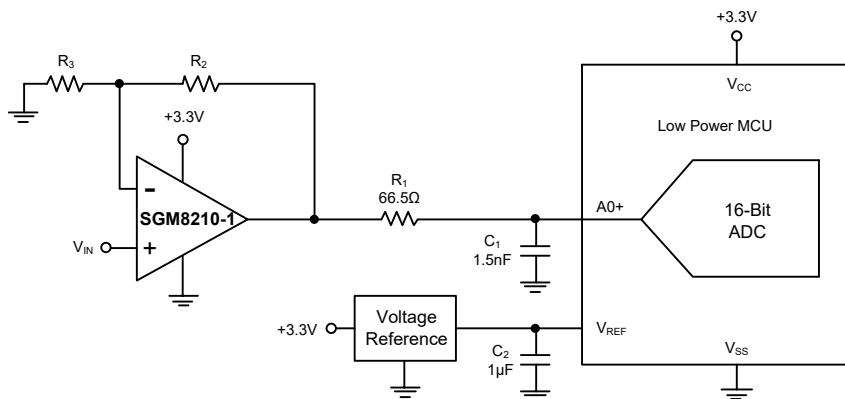 +3.3V
R3
R2
VCC
+3.3V
Low Power MCU
-
SGM8210-1
+
VIN
R1
66.5Ω
A0+
16-Bit
ADC
C1
1.5nF
+3.3V
Voltage
Reference
VREF
C2
1μF
VSS